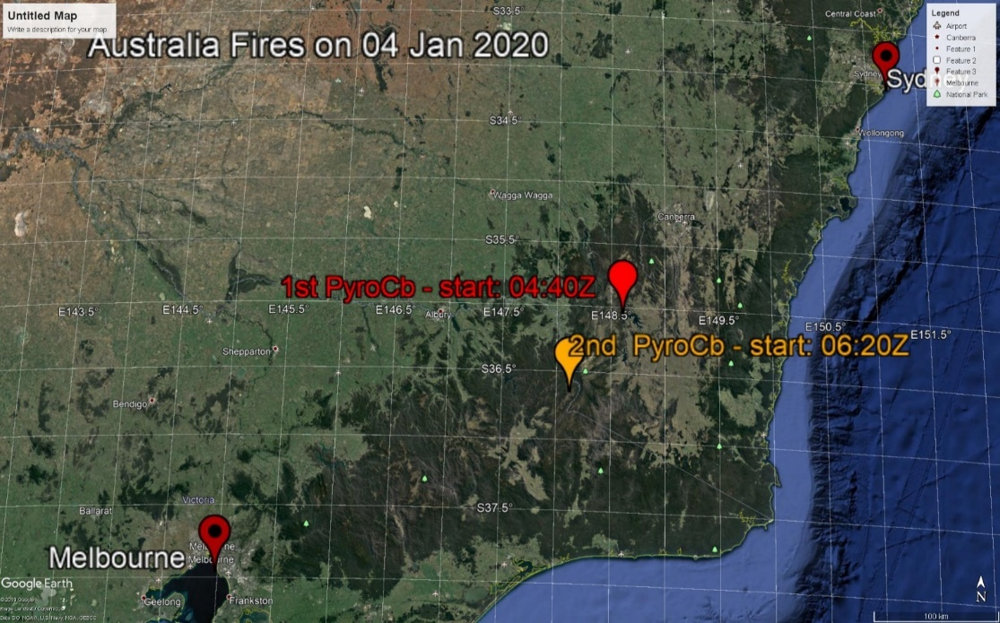 Untitled Map
Write a description for your map.
Australia Fires on 04 Jan 2020
S33.5°
Central Coast
Legend
Airport
Canberra
Feature 1
Feature 2
Feature 3
Melbourne
National Park
Sydney
Sydney
S34.5°
Wollongong
Wagga Wagga
Canberra
S35.5°
1st PyroCb - start: 04:40Z
E143.5°
E144.5°
E145.5°
E146.5°
Albury
E147.5°
E148.5°
E149.5°
E150.5°
E151.5°
2nd PyroCb - start: 06:20Z
Shepparton
S36.5°
Bendigo
Victoria
S37.5°
Ballarat
Melbourne
Melbourne
Melbourne
Google Earth
Geelong
Frankston
N
100 km